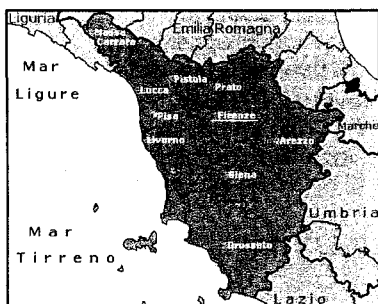 Liguria
Emilia Romagna
Massa
Carrara
Mar
Ligure
Pistoia
Lucca
Prato
Pisa
Firenze
Marche
Livorno
Arezzo
Siena
Umbria
Mar
Tirreno
Grosseto
Lazio